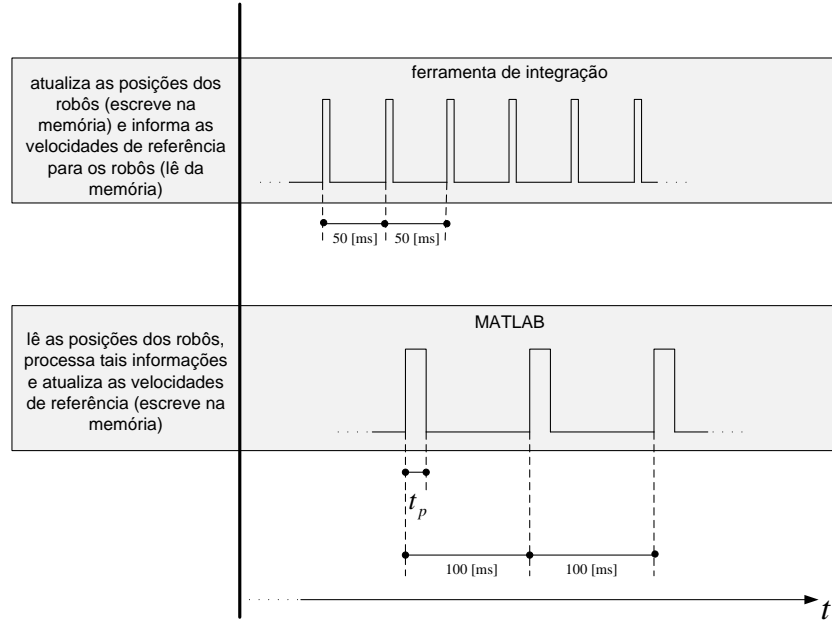 atualiza as posições dos
robôs (escreve na
memória) e informa as
velocidades de referência
para os robôs (lê da
memória)
ferramenta de integração
50 [ms]
50 [ms]
lê as posições dos robôs,
processa tais informações
e atualiza as velocidades
de referência (escreve na
memória)
MATLAB
t_p
100 [ms]
100 [ms]
t